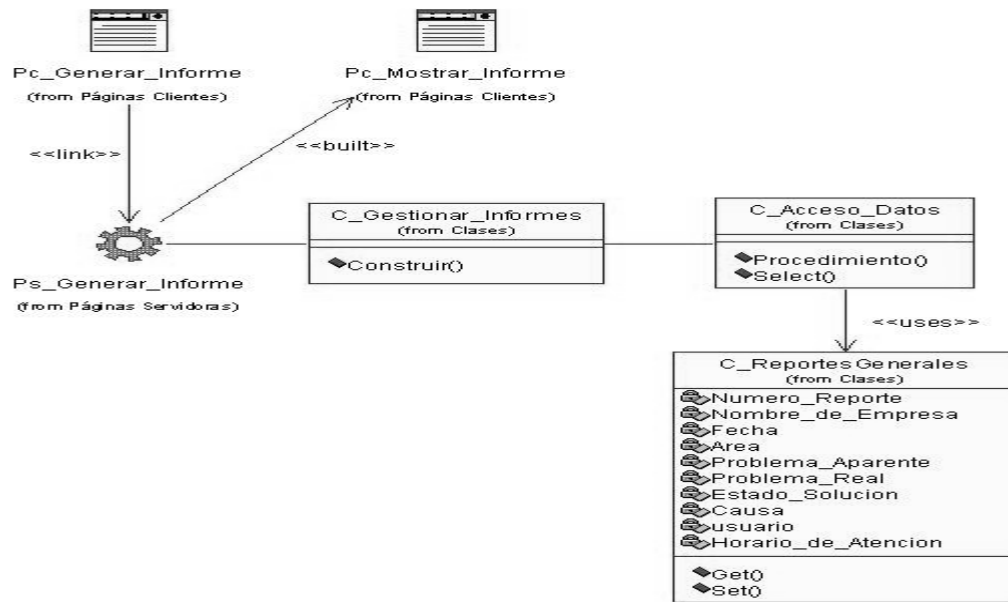 Pc_Generar_Informe
(from Páginas Clientes)
Pc_Mostrar_Informe
(from Páginas Clientes)
<<link>>
<<built>>
Ps_Generar_Informe
(from Páginas Servidoras)
C_Gestionar_Informes
(from Clases)
Construir()
C_Acceso_Datos
(from Clases)
Procedimiento()
Select()
<<uses>>
C_ReportesGenerales
(from Clases)
Numero_Reporte
Nombre_de_Empresa
Fecha
Area
Problema_Aparente
Problema_Real
Estado_Solucion
Causa
usuario
Horario_de_Atencion
Get()
Set()